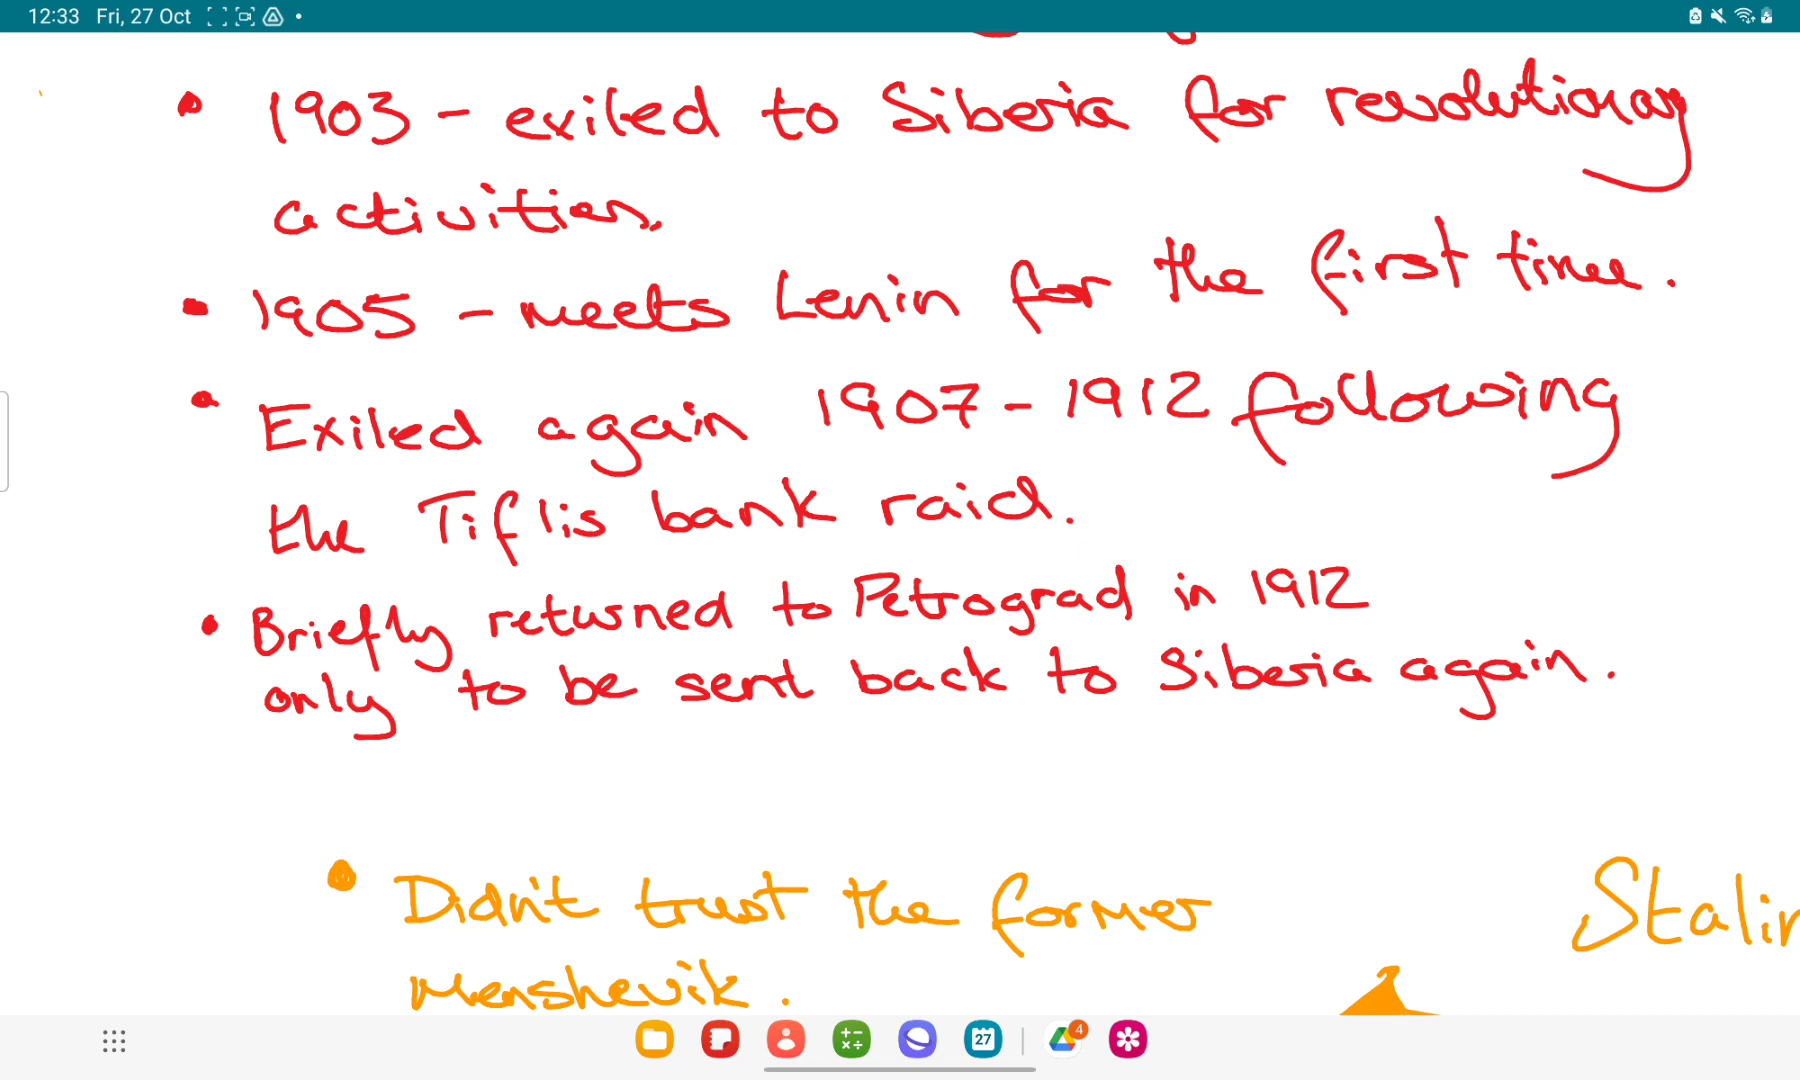 12:33 Fri, 27 Oct
• 1903 - exiled to Siberia for revolutionary
activities.
• 1905 - meets Lenin for the first time.
• Exiled again 1907-1912 following
the Tiflis bank raid.
• Briefly returned to Petrograd in 1912
only to be sent back to Siberia again.
• Didn't trust the former
Menshevik.
Stalin
27
4